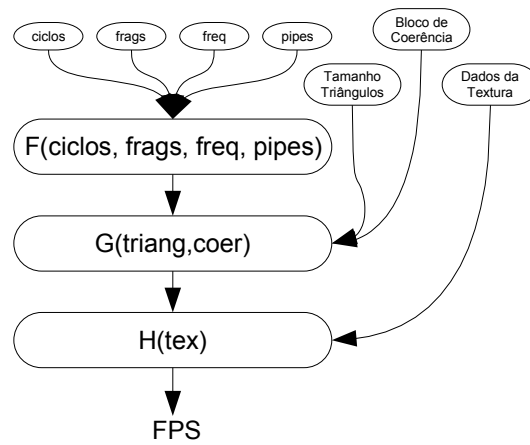 ciclos
frags
freq
pipes
Bloco de
Coerência
Tamanho
Triângulos
Dados da
Textura
F(ciclos, frags, freq, pipes)
G(triang,coer)
H(tex)
FPS